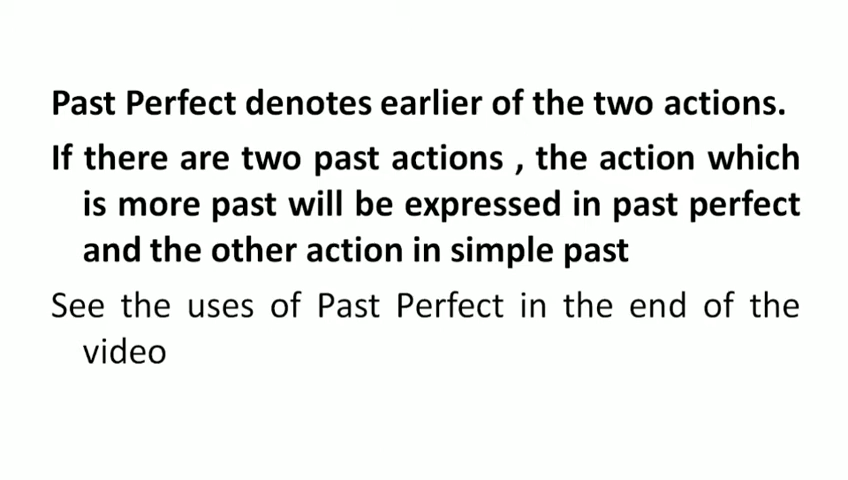 Past Perfect denotes earlier of the two actions.
If there are two past actions , the action which
is more past will be expressed in past perfect
and the other action in simple past
See the uses of Past Perfect in the end of the
video